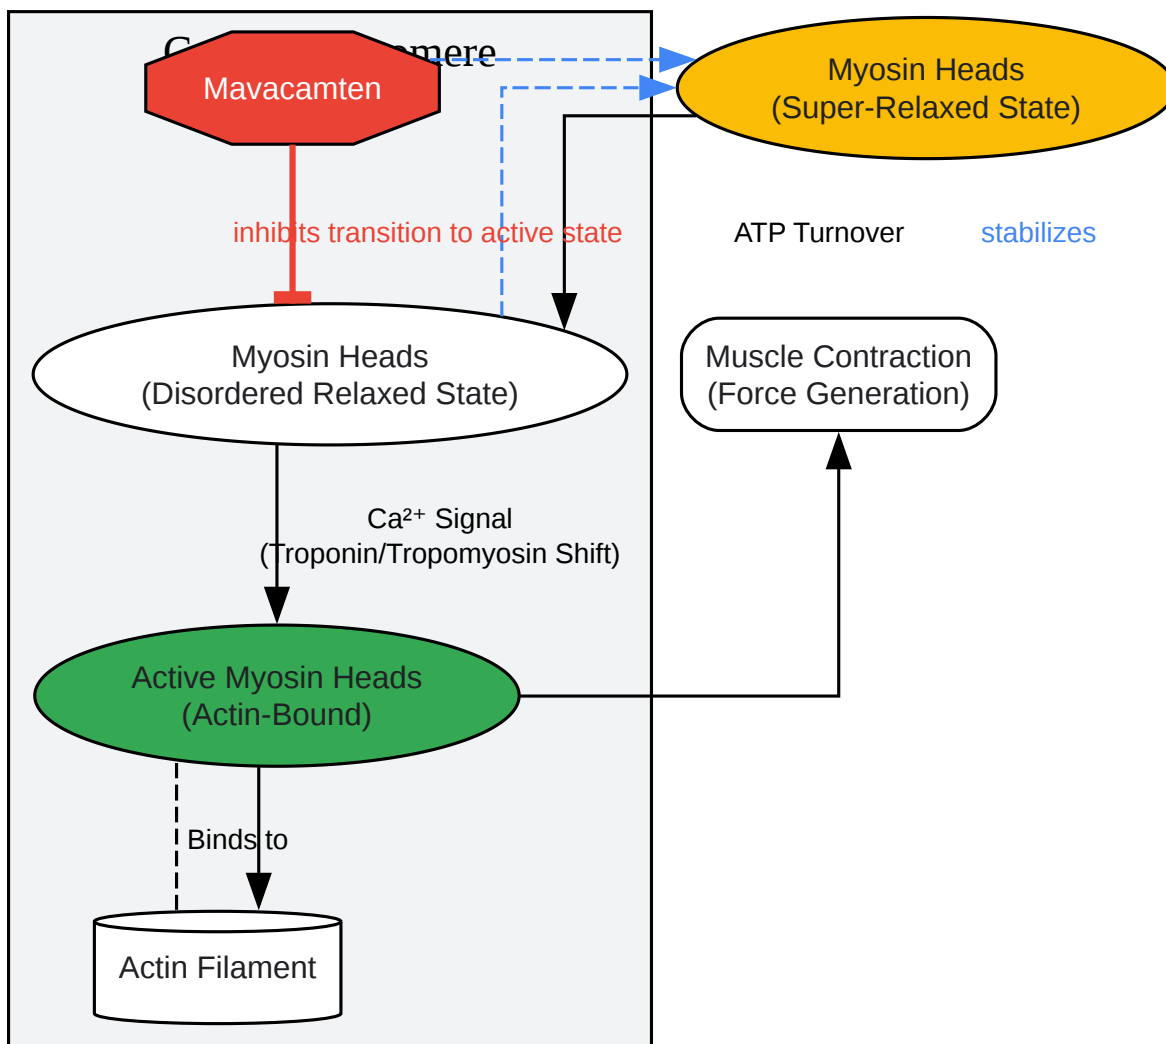 Mavacamten
Myosin Heads
(Super-Relaxed State)
inhibits transition to active state
ATP Turnover
stabilizes
Myosin Heads
(Disordered Relaxed State)
Muscle Contraction
(Force Generation)
Ca²⁺ Signal
(Troponin/Tropomyosin Shift)
Active Myosin Heads
(Actin-Bound)
Binds to
Actin Filament